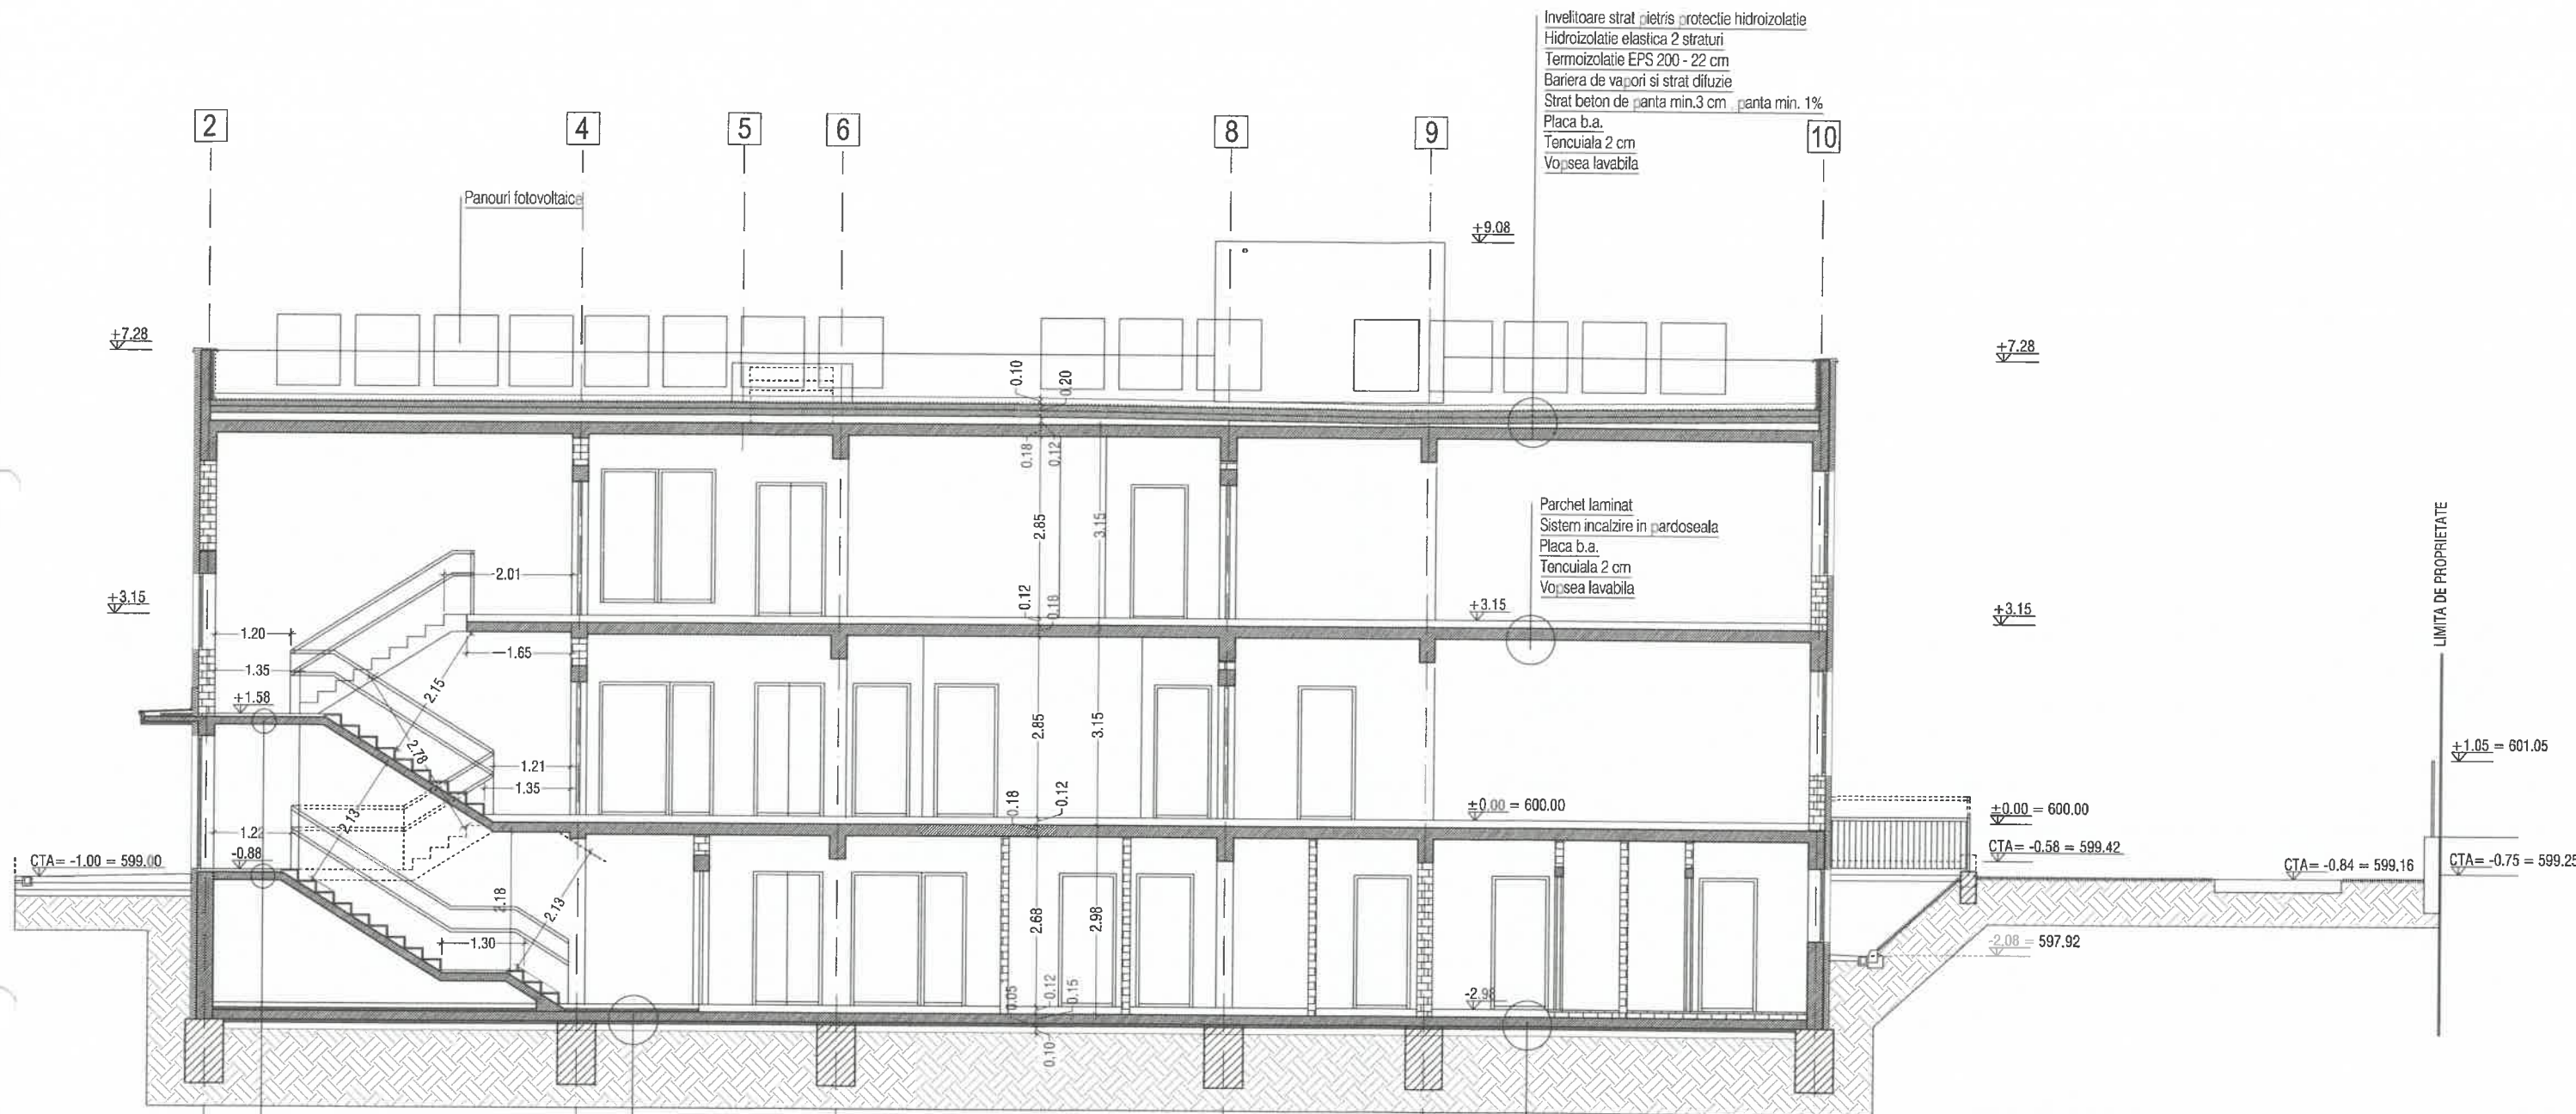 Invelitoare strat pietris protectie hidroizolatie
Hidroizolatie elastica 2 straturi
Termoizolatie EPS 200 - 22 cm
Bariera de vapori si strat difuzie
Strat beton de panta min.3 cm , panta min. 1%
Placa b.a.
Tencuiala 2 cm
Vopsea lavabila
2
4
5
6
8
9
10
Panouri fotovoltaice
+9.08
+7.28
+7.28
0.10
0.20
0.18
0.12
Parchet laminat
Sistem incalzire in pardoseala
Placa b.a.
Tencuiala 2 cm
Vopsea lavabila
LIMITA DE PROPRIETATE
2.85
3.15
2.01
+3.15
0.12
0.18
+3.15
+3.15
1.20
1.65
1.35
2.15
+1.58
2.78
2.85
3.15
+1.05 = 601.05
1.21
1.35
0.18
0.12
±0.00 = 600.00
±0.00 = 600.00
2.13
1.22
-0.88
CTA= -1.00 = 599.00
CTA= -0.58 = 599.42
CTA= -0.84 = 599.16
CTA= -0.75 = 599.25
2.18
2.13
2.68
2.98
1.30
-2.08 = 597.92
0.05
0.12
0.15
-2.98
0.10